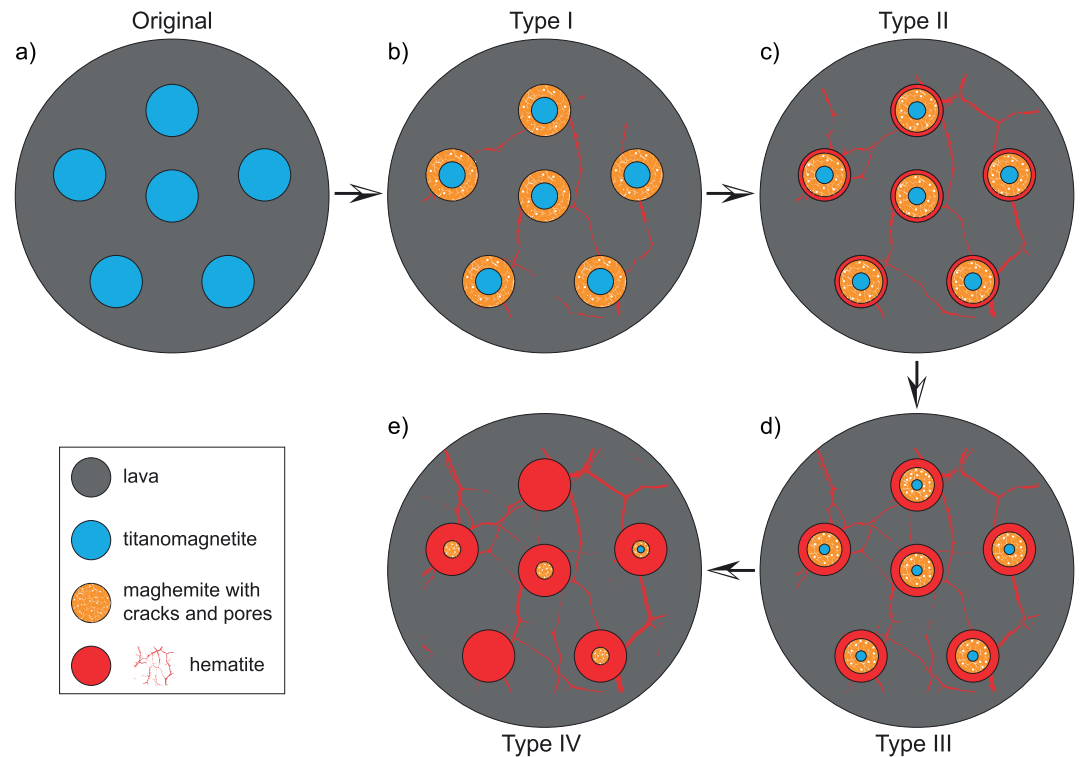 Original
Type I
Type II
a)
b)
c)
e)
d)
lava
titanomagnetite
maghemite with
cracks and pores
hematite
Type IV
Type III